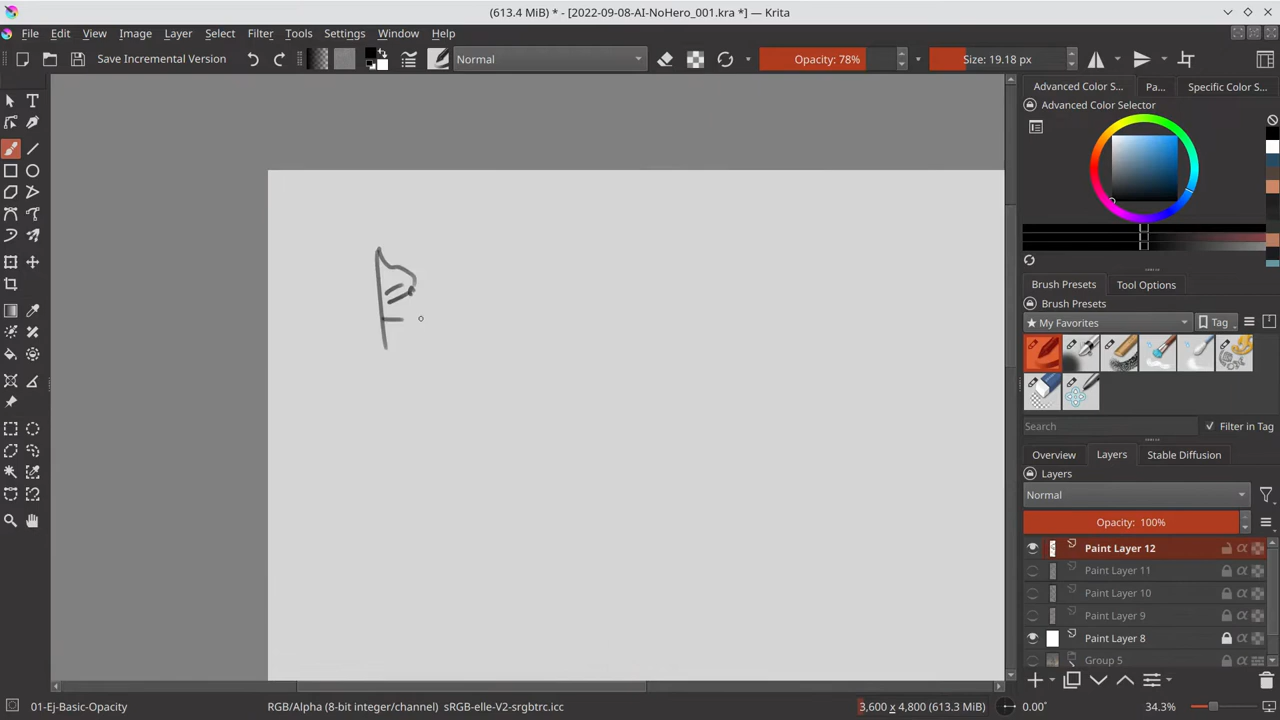 (613.4 MiB) * - [2022-09-08-AI-NoHero_001.kra *] — Krita
File Edit View Image Layer Select Filter Tools Settings Window Help
Save Incremental Version Normal Opacity: 78% Size: 19.18 px
Advanced Color S... Pa... Specific Color S...
Advanced Color Selector
Brush Presets Tool Options
Brush Presets
★ My Favorites Tag
Search Filter in Tag
Overview Layers Stable Diffusion
Layers
Normal
Opacity: 100%
Paint Layer 12
Paint Layer 11
Paint Layer 10
Paint Layer 9
Paint Layer 8
Group 5
01-Ej-Basic-Opacity RGB/Alpha (8-bit integer/channel) sRGB-elle-V2-srgbtrc.icc 3,600 x 4,800 (613.4 MiB) 0.00° 34.3%